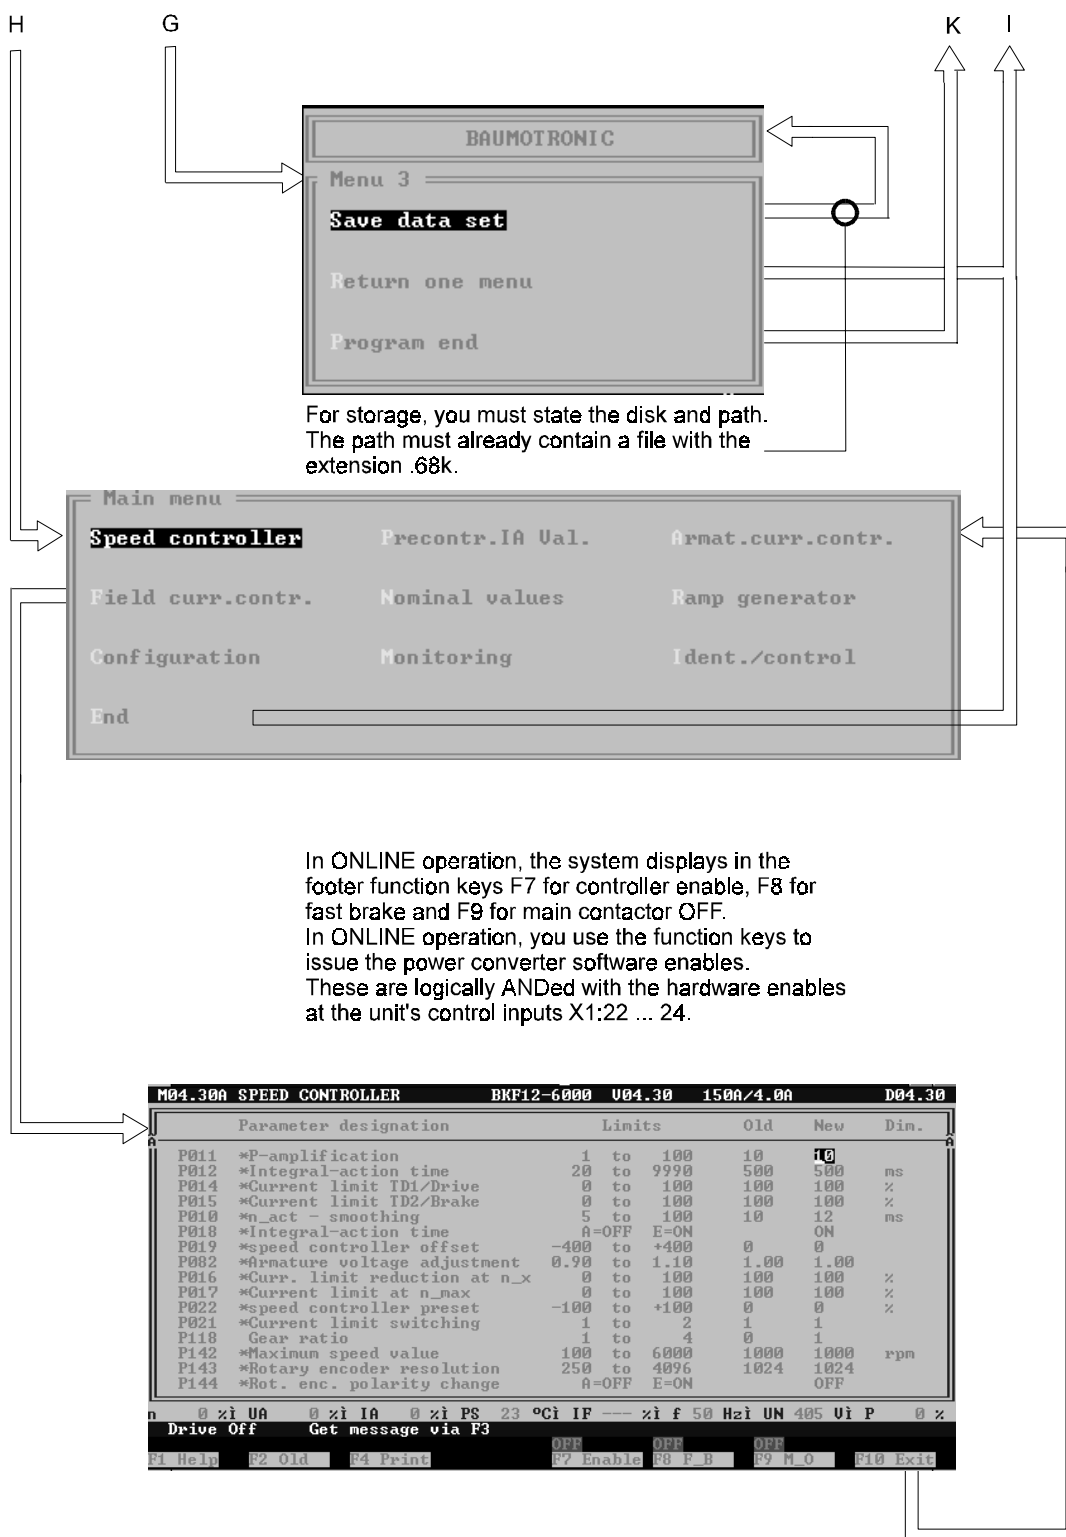 H G K I
BAUMOTRONIC
Menu 3
Save data set
Return one menu
Program end
For storage, you must state the disk and path.
The path must already contain a file with the
extension .68k.
Main menu
Speed controller Precontr.IA Val. Armat.curr.contr.
Field curr.contr. Nominal values Ramp generator
Configuration Monitoring Ident./control
End
In ONLINE operation, the system displays in the
footer function keys F7 for controller enable, F8 for
fast brake and F9 for main contactor OFF.
In ONLINE operation, you use the function keys to
issue the power converter software enables.
These are logically ANDed with the hardware enables
at the unit's control inputs X1:22 ... 24.
M04.30A SPEED CONTROLLER BKF12-6000 V04.30 150A/4.0A D04.30
Parameter designation Limits Old New Dim.
P011 *P-amplification 1 to 100 10 10
P012 *Integral-action time 20 to 9990 500 500 ms
P014 *Current limit TD1/Drive 0 to 100 100 100 %
P015 *Current limit TD2/Brake 0 to 100 100 100 %
P010 *n_act - smoothing 5 to 100 10 12 ms
P018 *Integral-action time A=OFF E=ON ON
P019 *speed controller offset -400 to +400 0 0
P082 *Armature voltage adjustment 0.90 to 1.10 1.00 1.00
P016 *Curr. limit reduction at n_x 0 to 100 100 100 %
P017 *Current limit at n_max 0 to 100 100 100 %
P022 *speed controller preset -100 to +100 0 0 %
P021 *Current limit switching 1 to 2 1 1
P118 Gear ratio 1 to 4 0 1
P142 *Maximum speed value 100 to 6000 1000 1000 rpm
P143 *Rotary encoder resolution 250 to 4096 1024 1024
P144 *Rot. enc. polarity change A=OFF E=ON OFF
n 0 %ì UA 0 %ì IA 0 %ì PS 23 ºCì IF --- %ì f 50 Hzì UN 405 Vì P 0 %
Drive Off Get message via F3
OFF OFF OFF
F1 Help F2 Old F4 Print F7 Enable F8 F_B F9 M_O F10 Exit